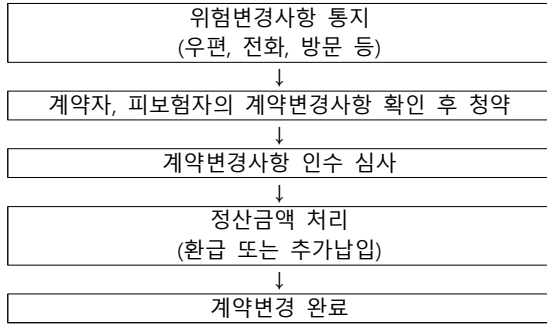 위험변경사항 통지
(우편, 전화, 방문 등)
↓
계약자, 피보험자의 계약변경사항 확인 후 청약
↓
계약변경사항 인수 심사
↓
정산금액 처리
(환급 또는 추가납입)
↓
계약변경 완료